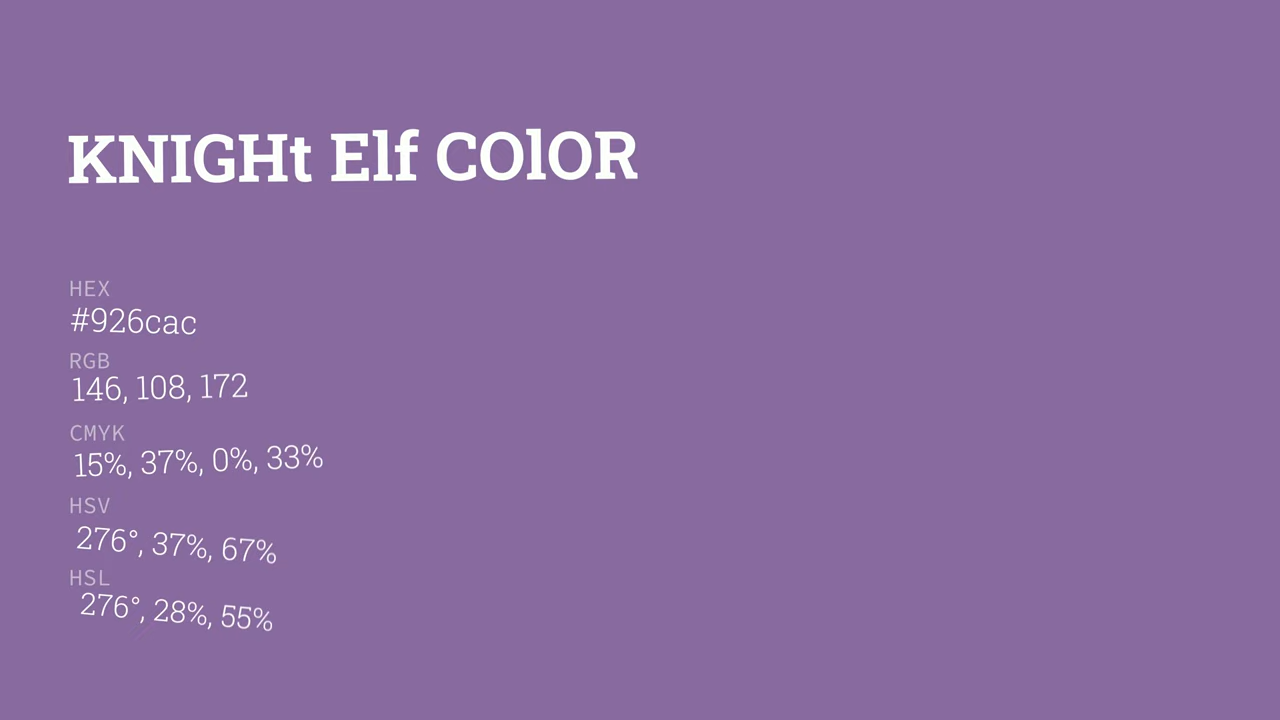 KNIGHt Elf COlOR
HEX
#926cac
RGB
146, 108, 172
CMYK
15%, 37%, 0%, 33%
HSV
276°, 37%, 67%
HSL
276°, 28%, 55%